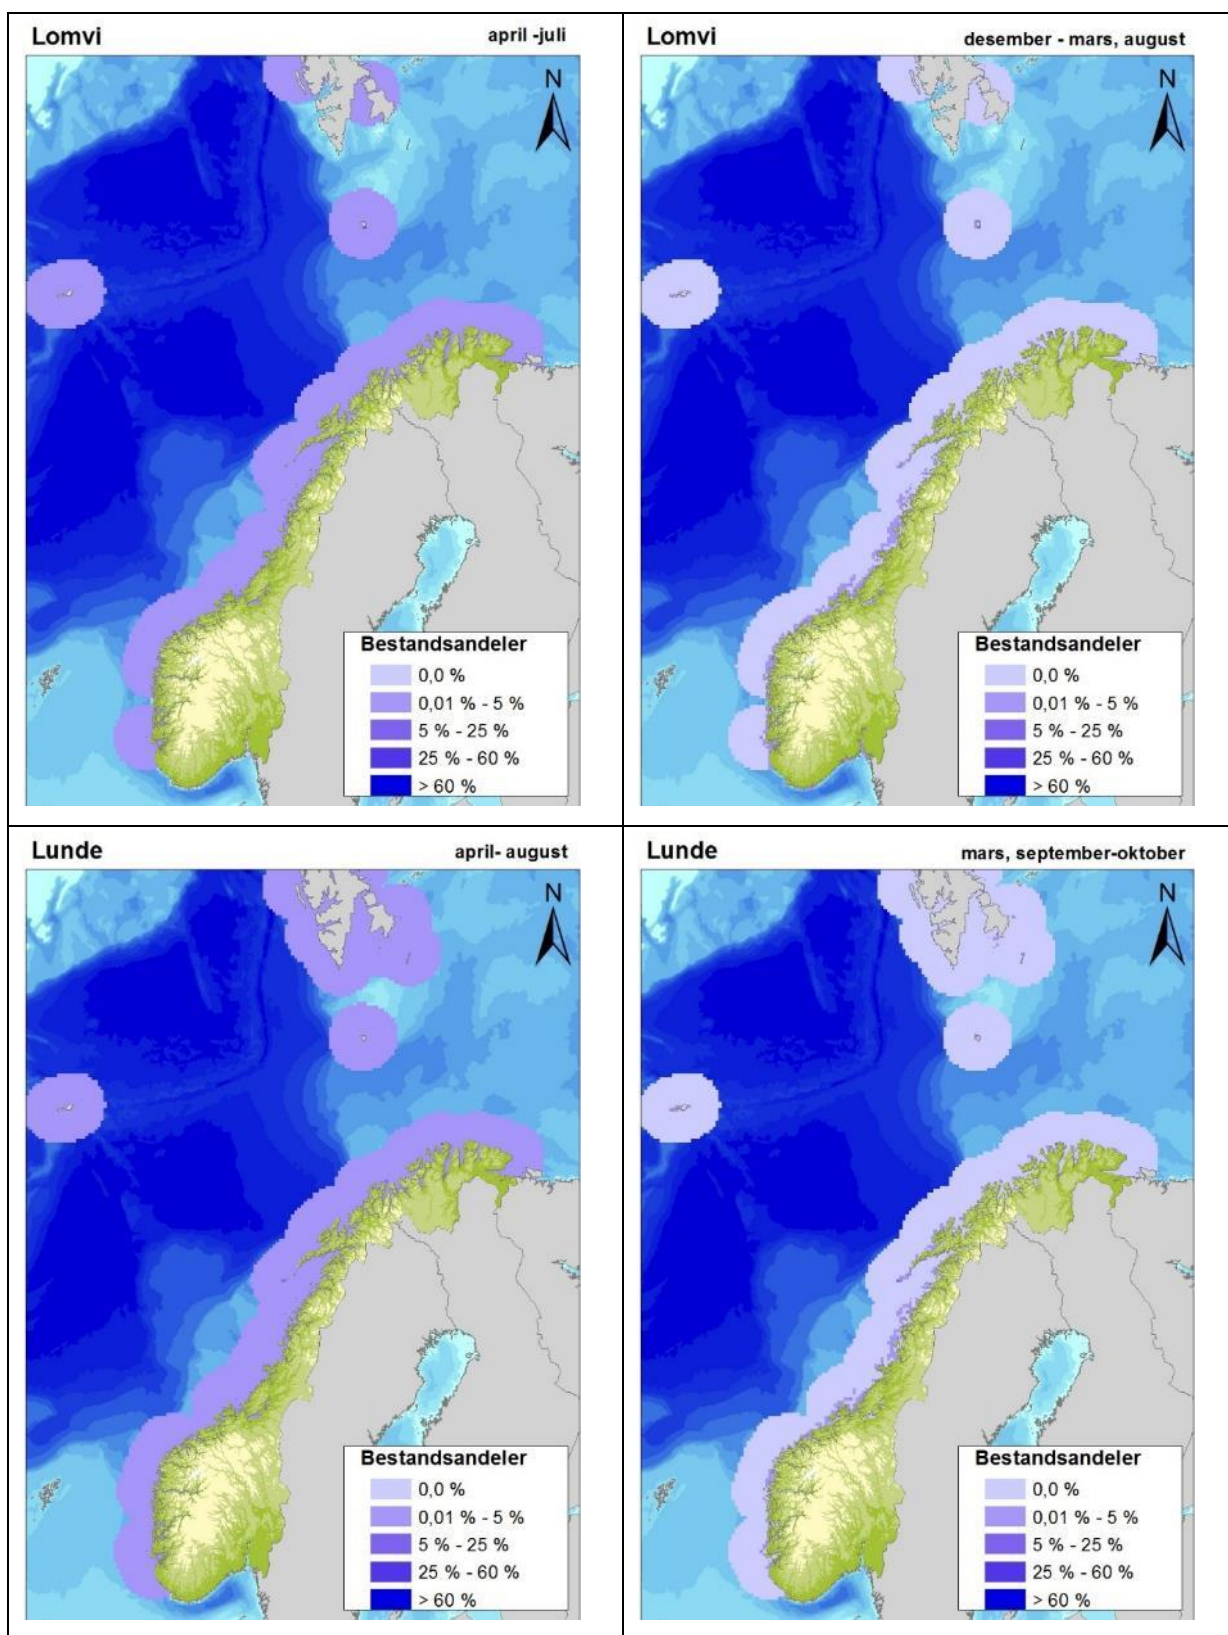 Lomvi
april -juli
N
Bestandsandeler
0,0 %
0,01 % - 5 %
5 % - 25 %
25 % - 60 %
> 60 %
Lomvi
desember - mars, august
N
Bestandsandeler
0,0 %
0,01 % - 5 %
5 % - 25 %
25 % - 60 %
> 60 %
Lunde
april- august
N
Bestandsandeler
0,0 %
0,01 % - 5 %
5 % - 25 %
25 % - 60 %
> 60 %
Lunde
mars, september-oktober
N
Bestandsandeler
0,0 %
0,01 % - 5 %
5 % - 25 %
25 % - 60 %
> 60 %